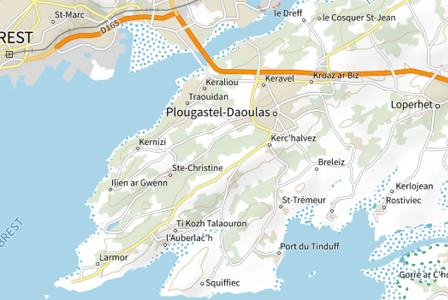 le Dreff
le Cosquer St-Jean
St-Marc
D165
REST
Keraliou
Keravel
Kroaz ar Biz
Traouidan
Loperhet
Plougastel-Daoulas
Kerc'halvez
Kernizi
Ste-Christine
Breleiz
Ilien ar Gwenn
Kerlojean
Rostiviec
St-Trémeur
Ti Kozh Talaouron
l'Auberlac'h
BREST
Port du Tinduff
Larmor
Squiffiec
Gorré ar C'ho